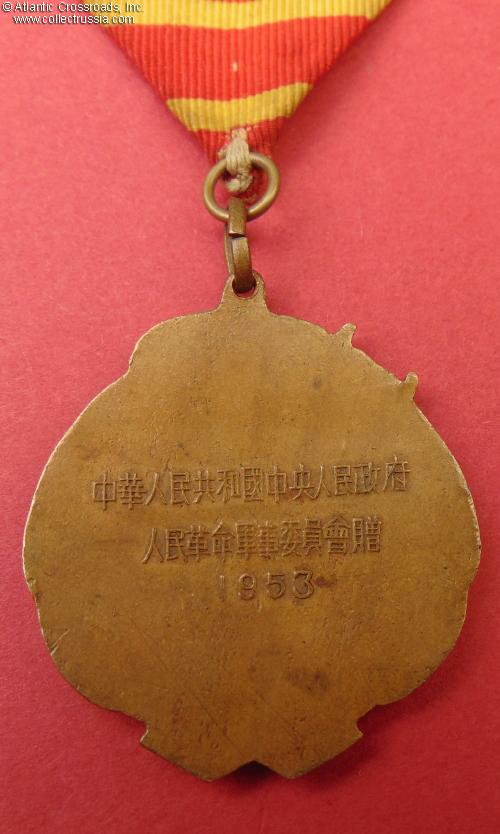 © Atlantic Crossroads, Inc.
www.collectrussia.com
中華人民共和國中央人民政府
人民革命軍事委員會贈
1953